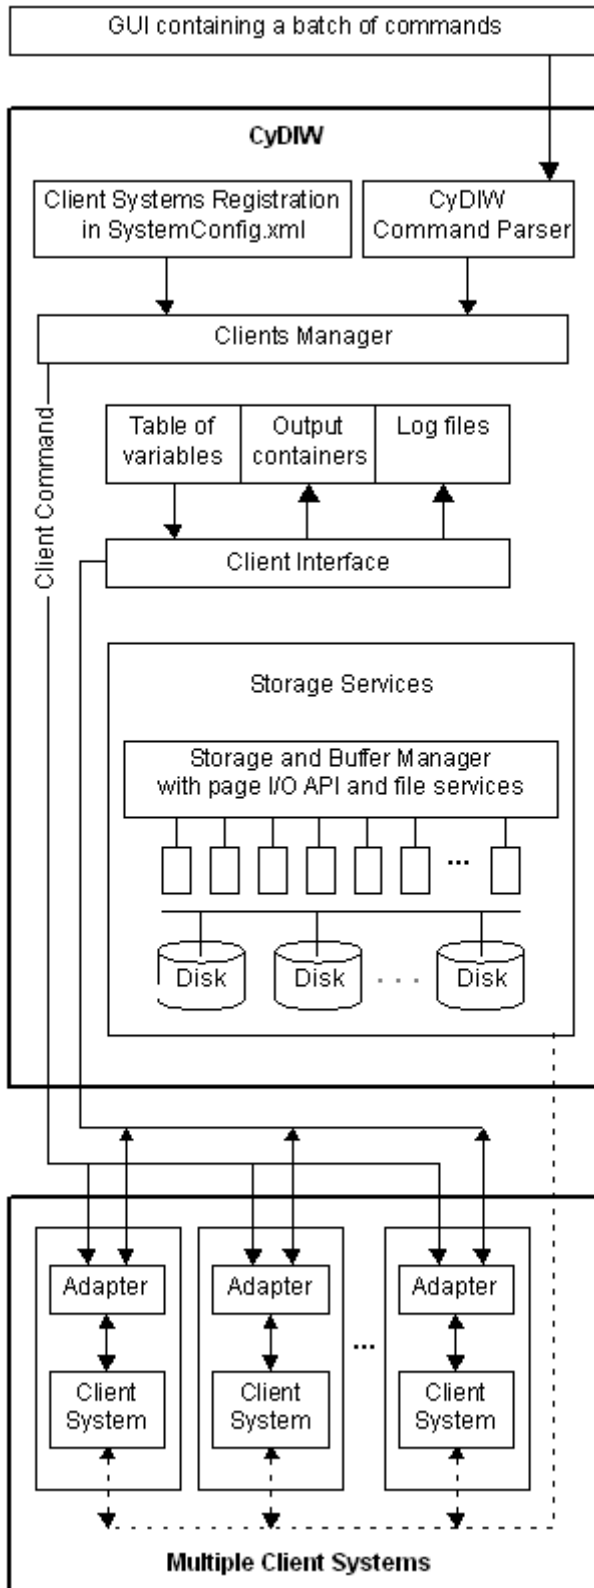 GUI containing a batch of commands
CyDIW
Client Systems Registration
in SystemConfig.xml
CyDIW
Command Parser
Clients Manager
Client Command
Table of
variables
Output
containers
Log files
Client Interface
Storage Services
Storage and Buffer Manager
with page I/O API and file services
...
Disk
Disk
. . .
Disk
Adapter
Adapter
Adapter
...
Client
System
Client
System
Client
System
Multiple Client Systems